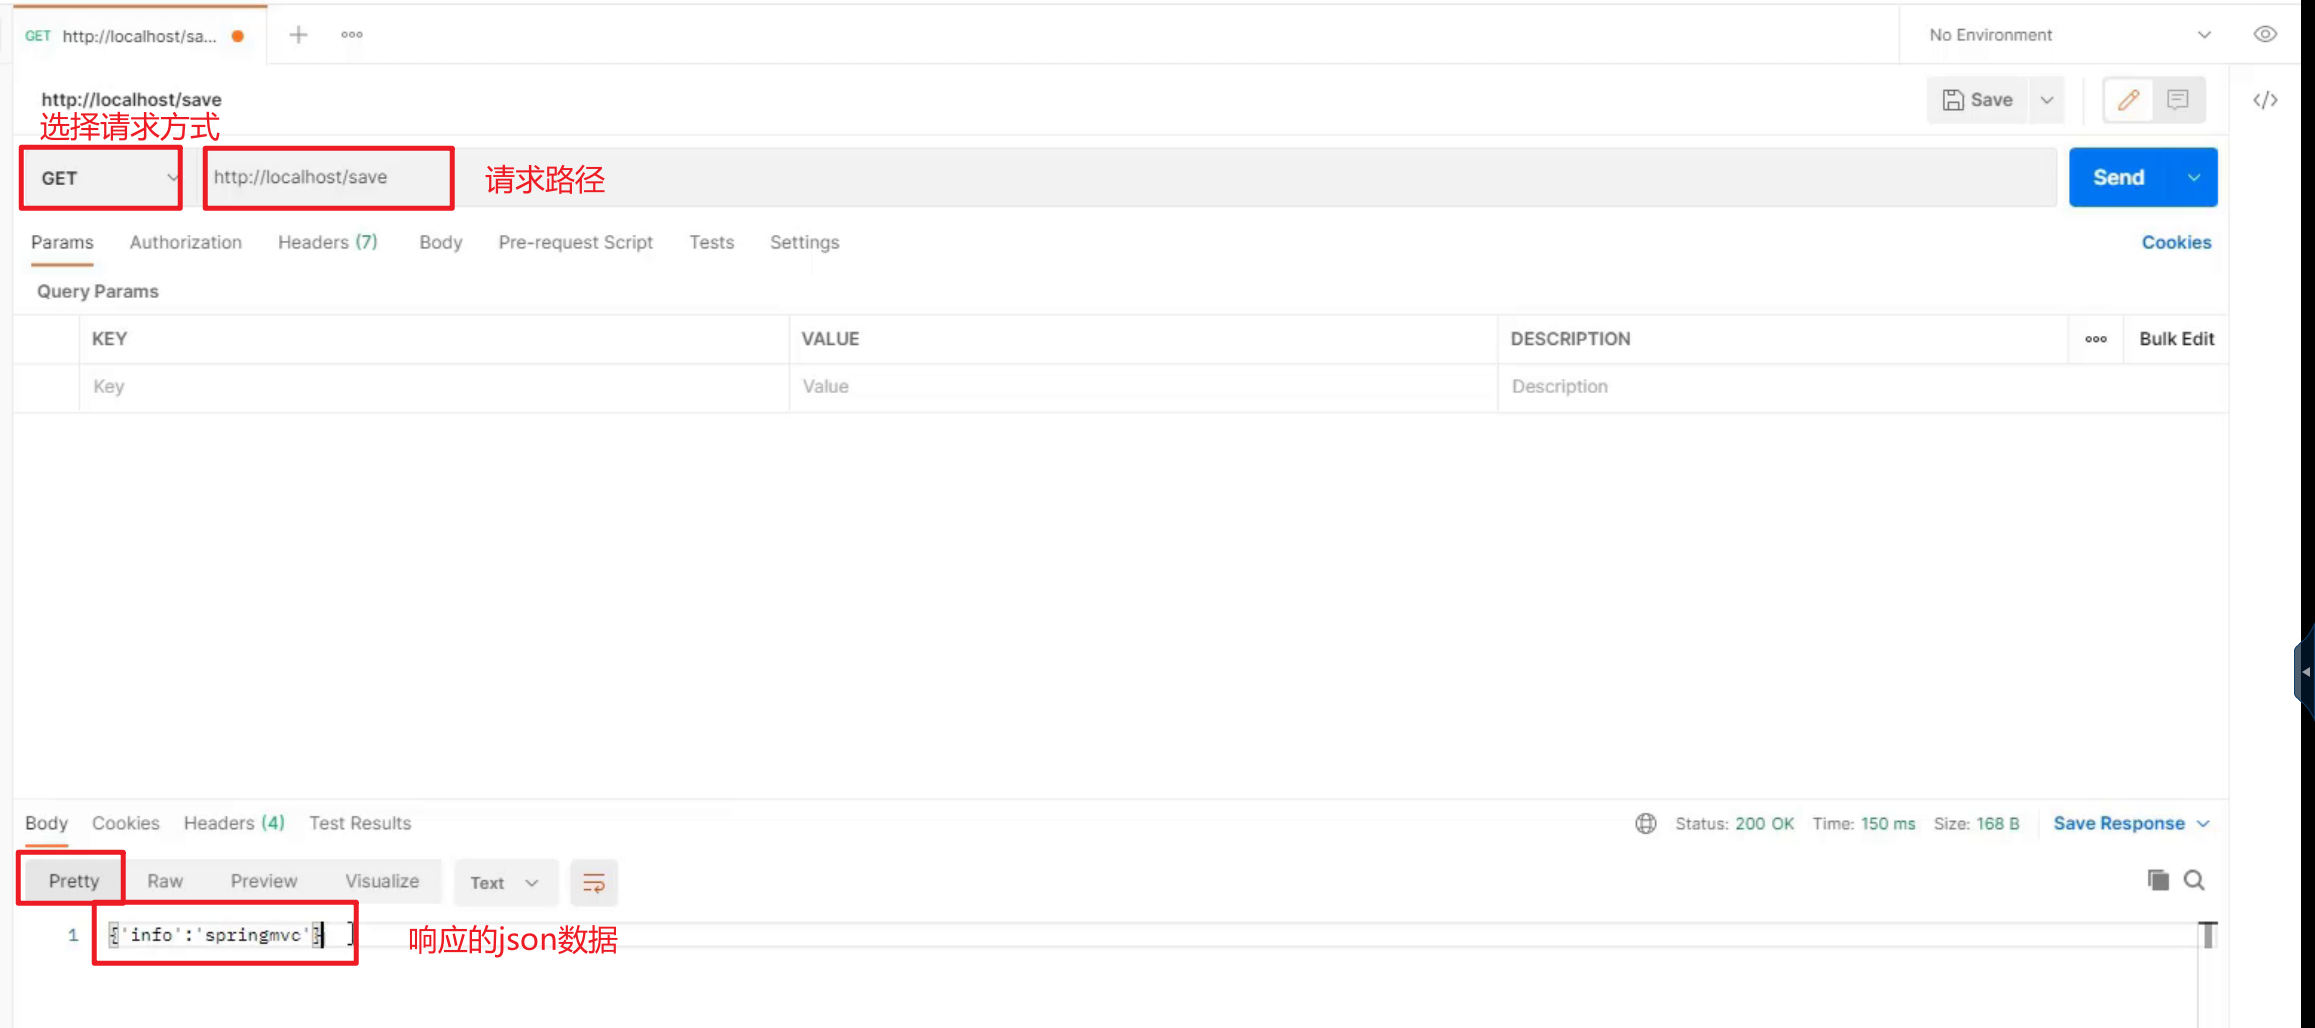 GET http://localhost/sa...
No Environment
http://localhost/save
Save
选择请求方式
GET
http://localhost/save
请求路径
Send
Params Authorization Headers (7) Body Pre-request Script Tests Settings
Cookies
Query Params
KEY VALUE DESCRIPTION Bulk Edit
Key Value Description
Body Cookies Headers (4) Test Results
Status: 200 OK Time: 150 ms Size: 168 B Save Response
Pretty Raw Preview Visualize Text
1 {'info':'springmvc'}
响应的json数据